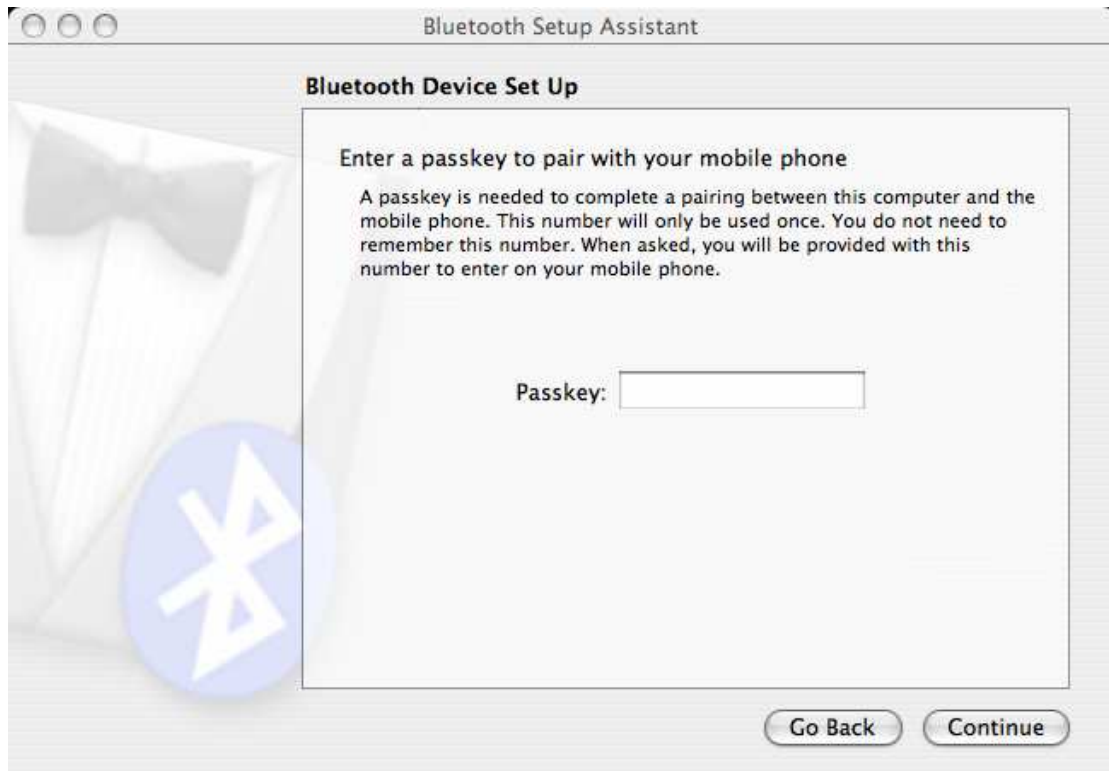 Bluetooth Setup Assistant
Bluetooth Device Set Up
Enter a passkey to pair with your mobile phone
A passkey is needed to complete a pairing between this computer and the
mobile phone. This number will only be used once. You do not need to
remember this number. When asked, you will be provided with this
number to enter on your mobile phone.
Passkey:
Go Back Continue